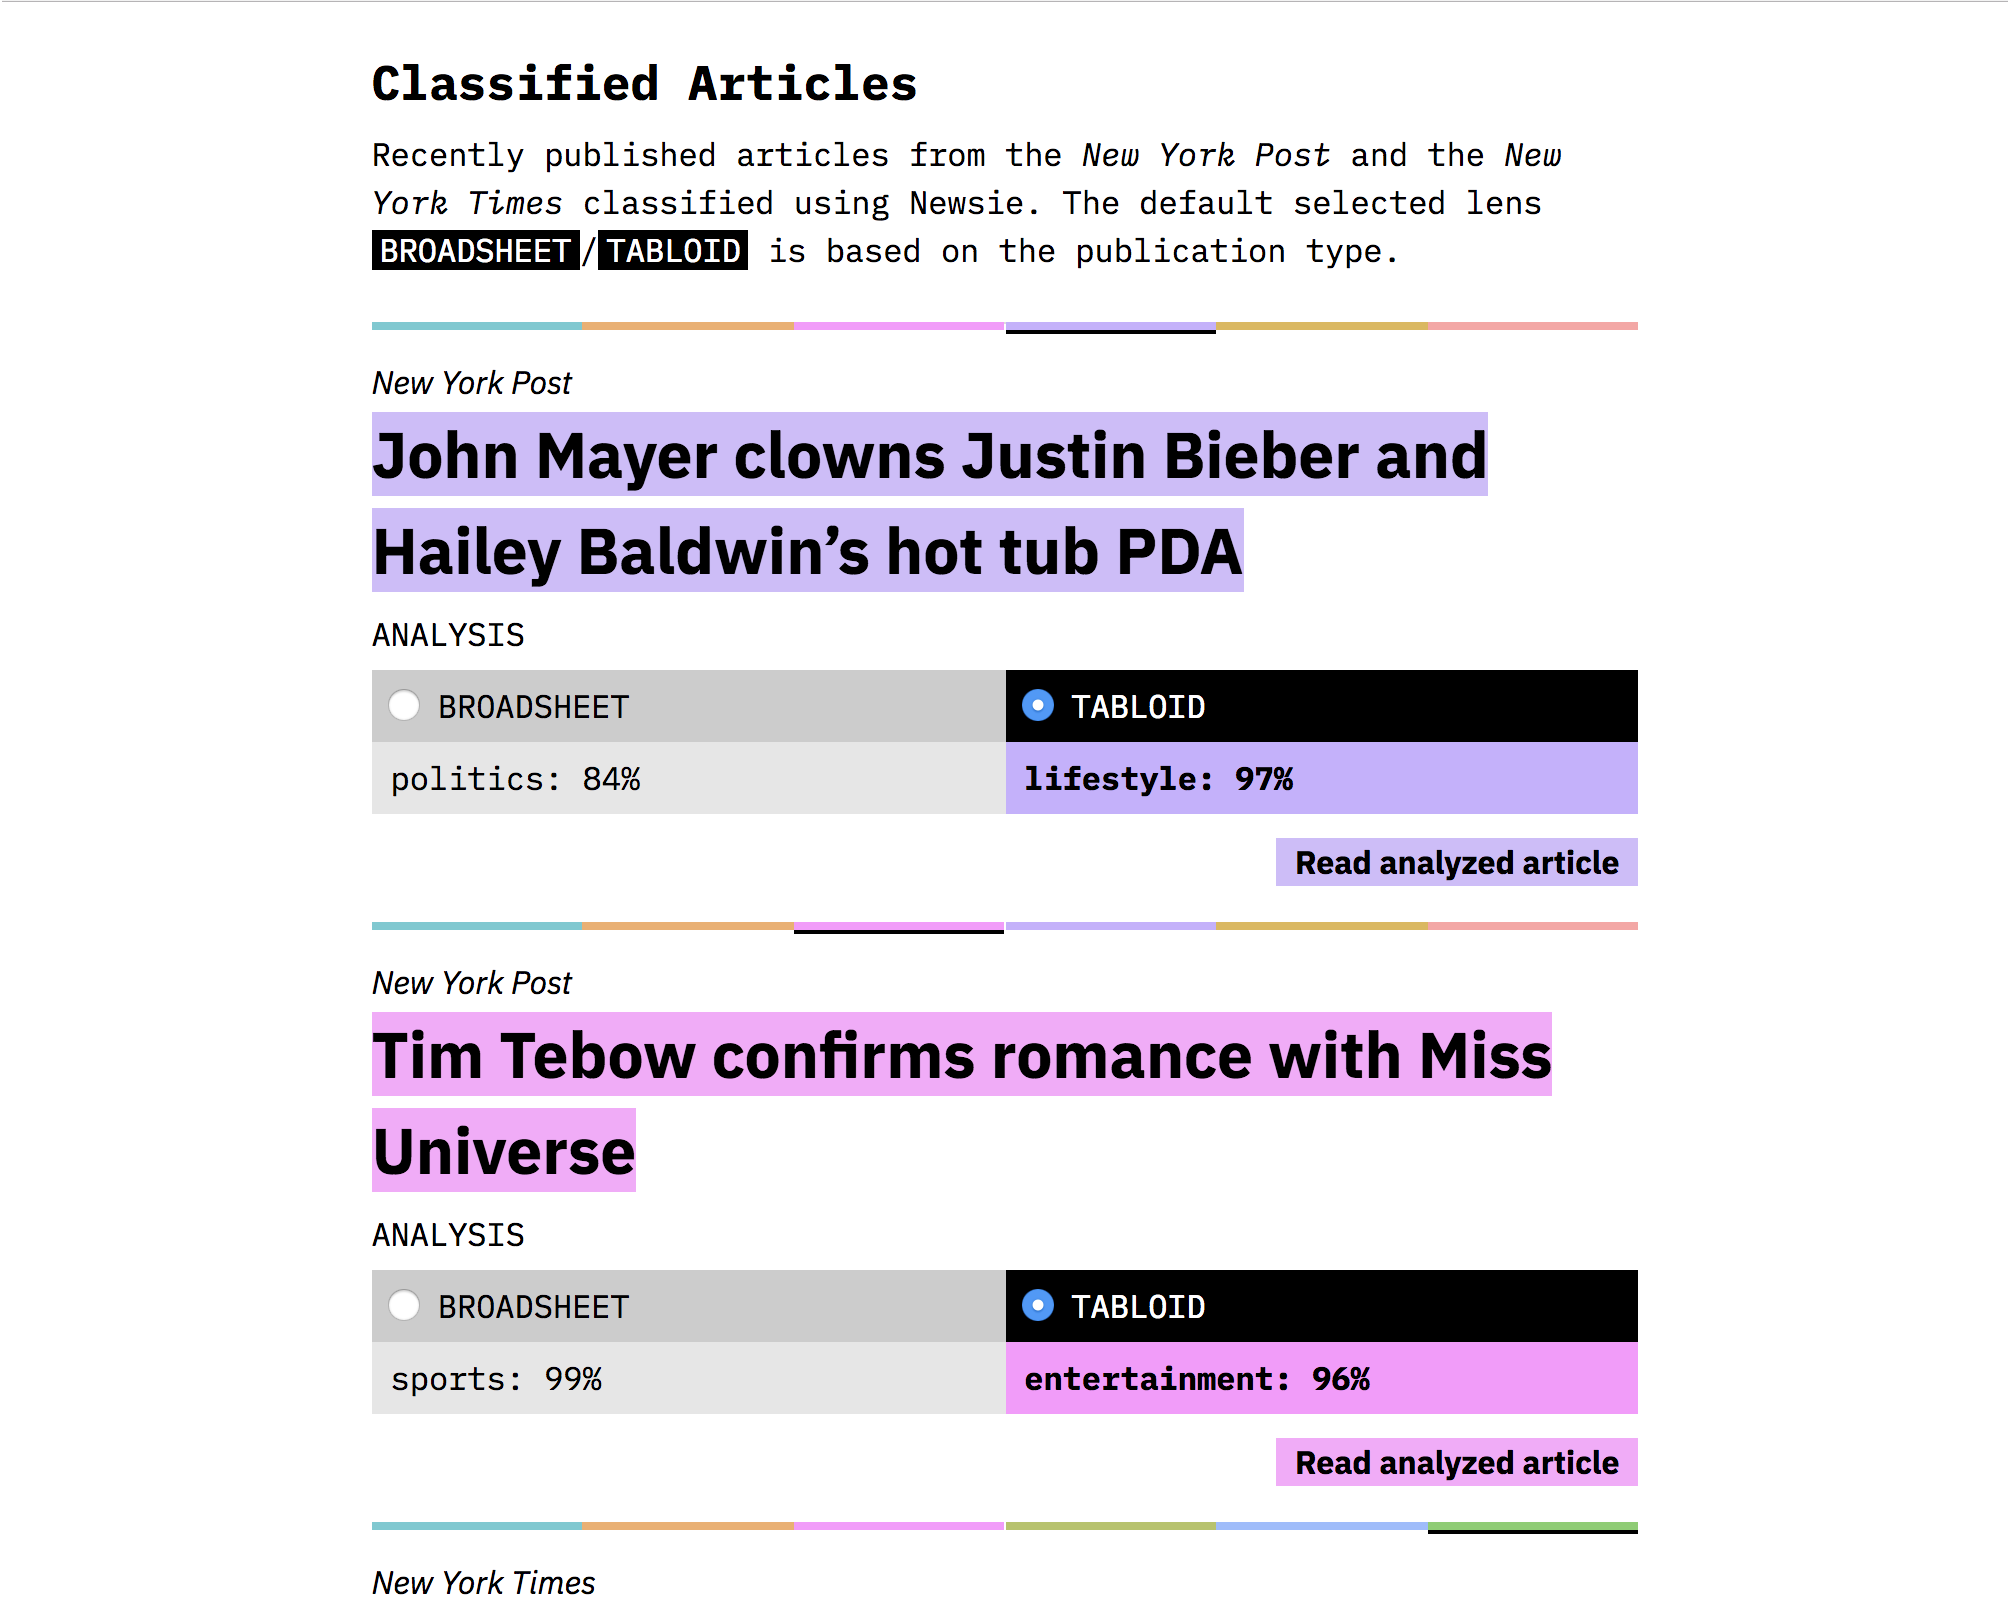 Classified Articles
Recently published articles from the New York Post and the New
York Times classified using Newsie. The default selected lens
BROADSHEET/TABLOID is based on the publication type.
New York Post
John Mayer clowns Justin Bieber and
Hailey Baldwin’s hot tub PDA
ANALYSIS
BROADSHEET TABLOID
politics: 84% lifestyle: 97%
Read analyzed article
New York Post
Tim Tebow confirms romance with Miss
Universe
ANALYSIS
BROADSHEET TABLOID
sports: 99% entertainment: 96%
Read analyzed article
New York Times